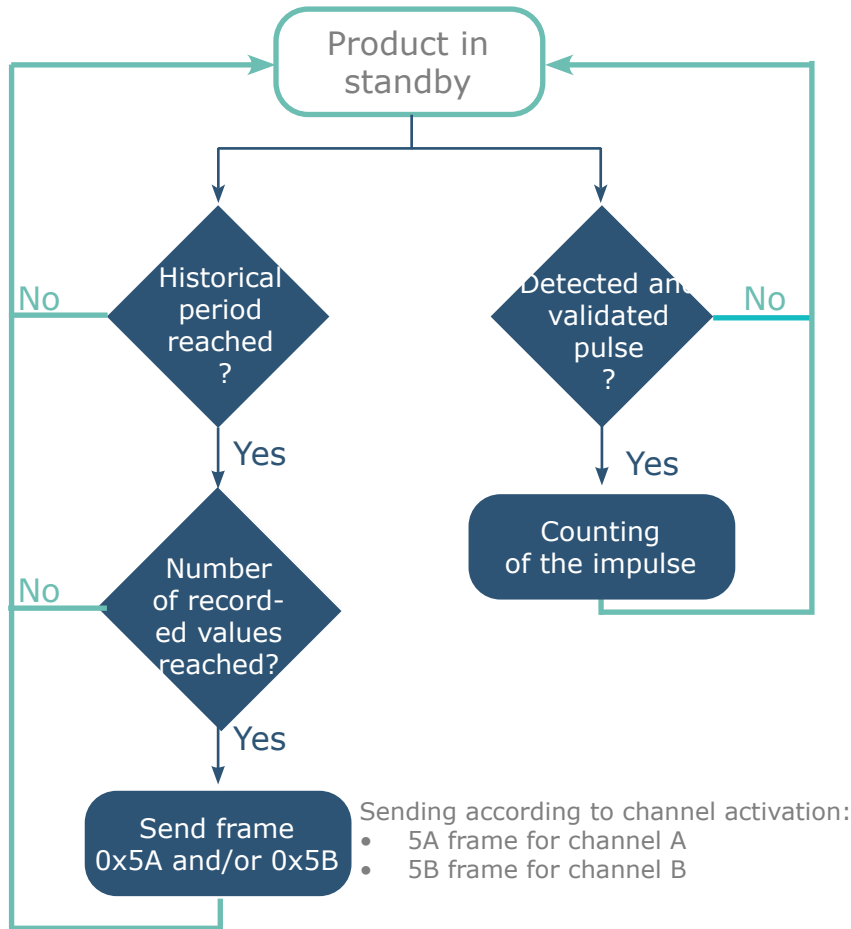 Product in
standby
Historical
period
reached
?
No
Detected and
validated
pulse
?
No
Yes
Yes
Counting
of the impulse
Number
of record-
ed values
reached?
No
Yes
Send frame
0x5A and/or 0x5B
Sending according to channel activation:
• 5A frame for channel A
• 5B frame for channel B